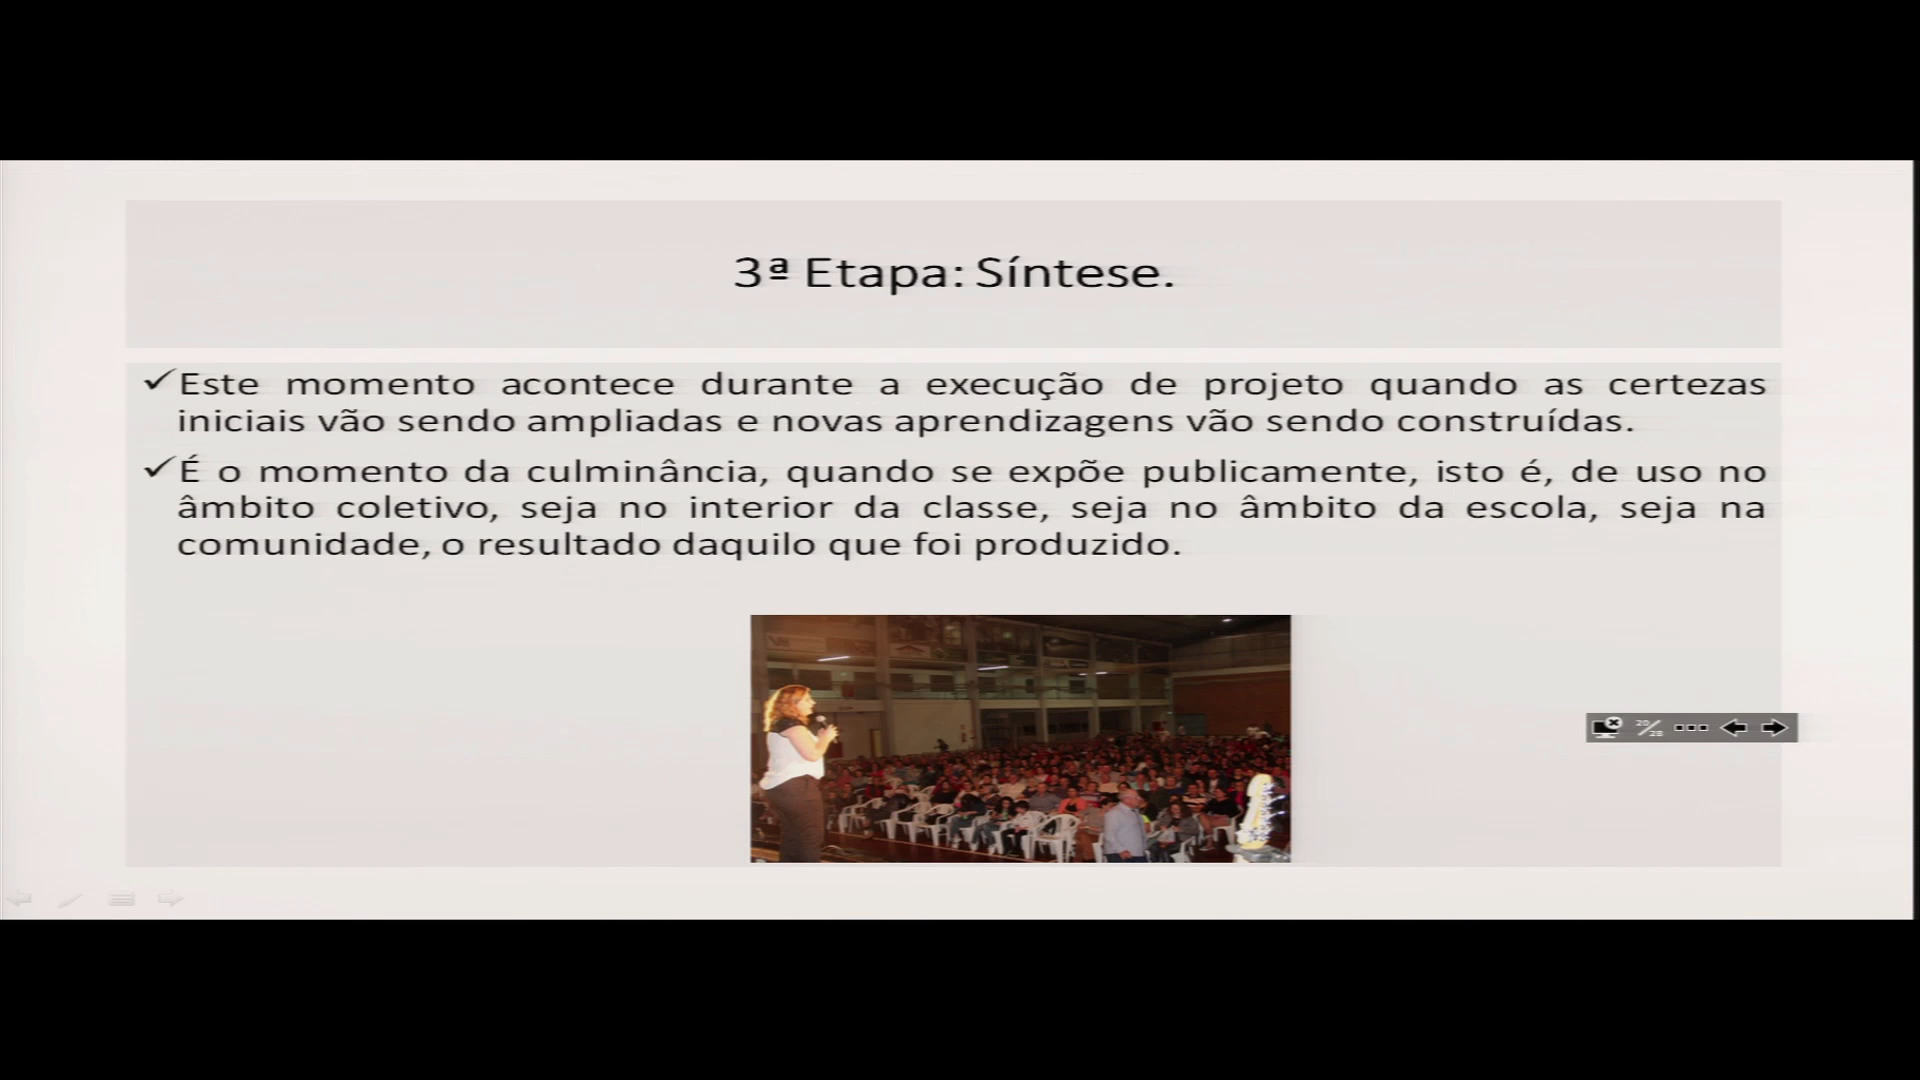 3ª Etapa: Síntese.
✓Este momento acontece durante a execução de projeto quando as certezas
iniciais vão sendo ampliadas e novas aprendizagens vão sendo construídas.
✓É o momento da culminância, quando se expõe publicamente, isto é, de uso no
âmbito coletivo, seja no interior da classe, seja no âmbito da escola, seja na
comunidade, o resultado daquilo que foi produzido.
20/28